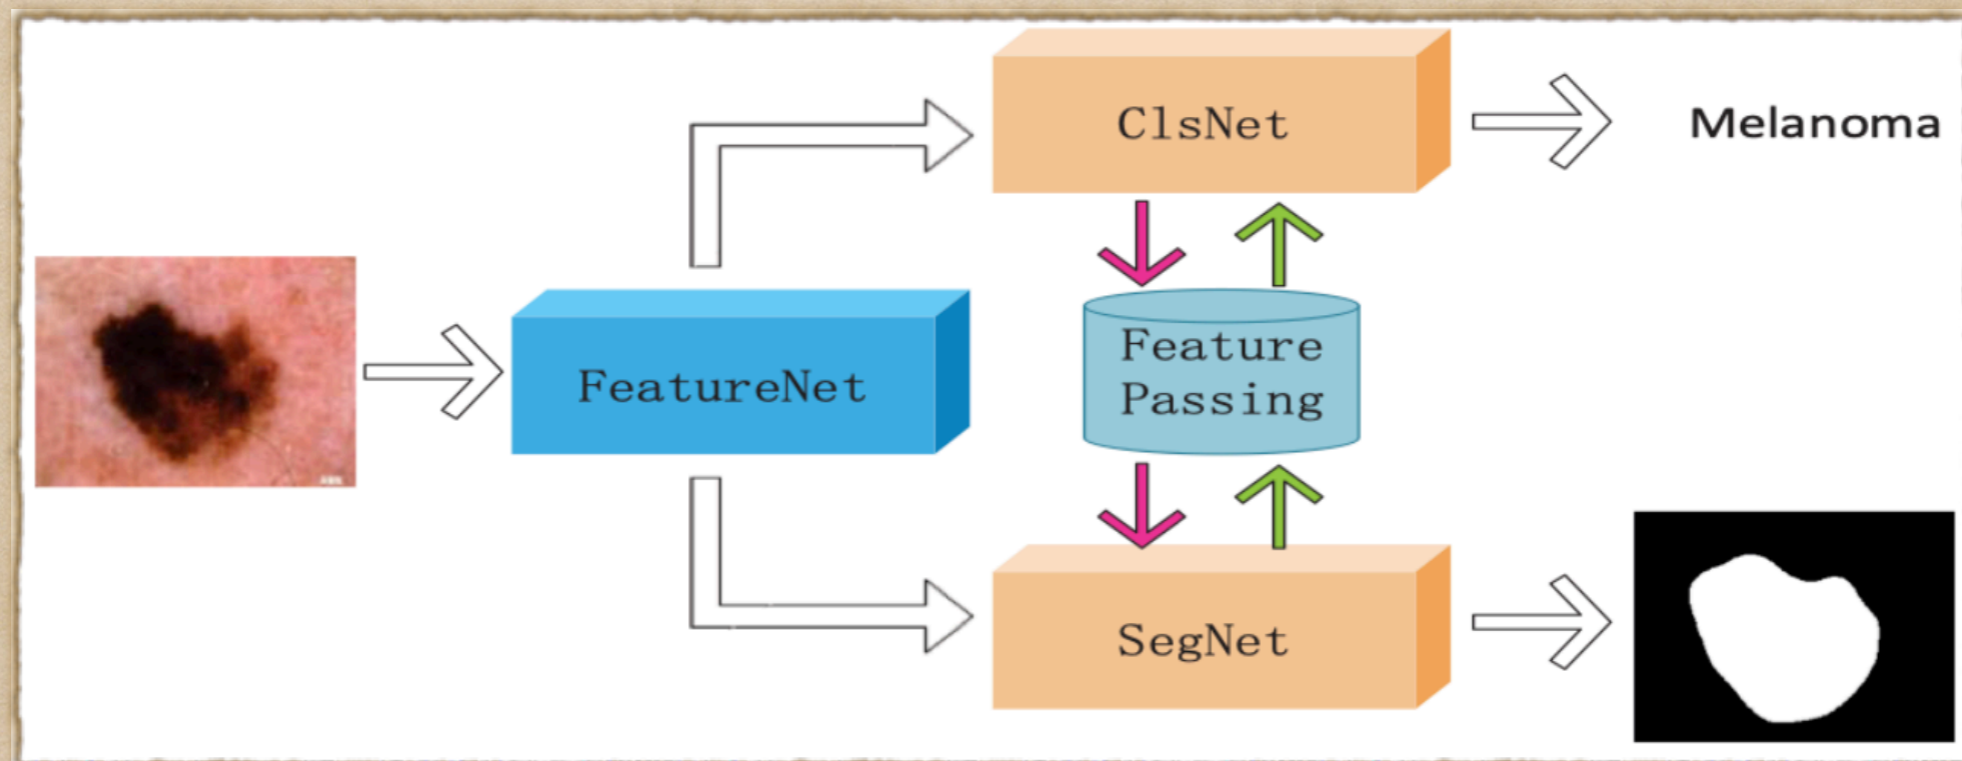 ClsNet
Melanoma
FeatureNet
Feature
Passing
SegNet